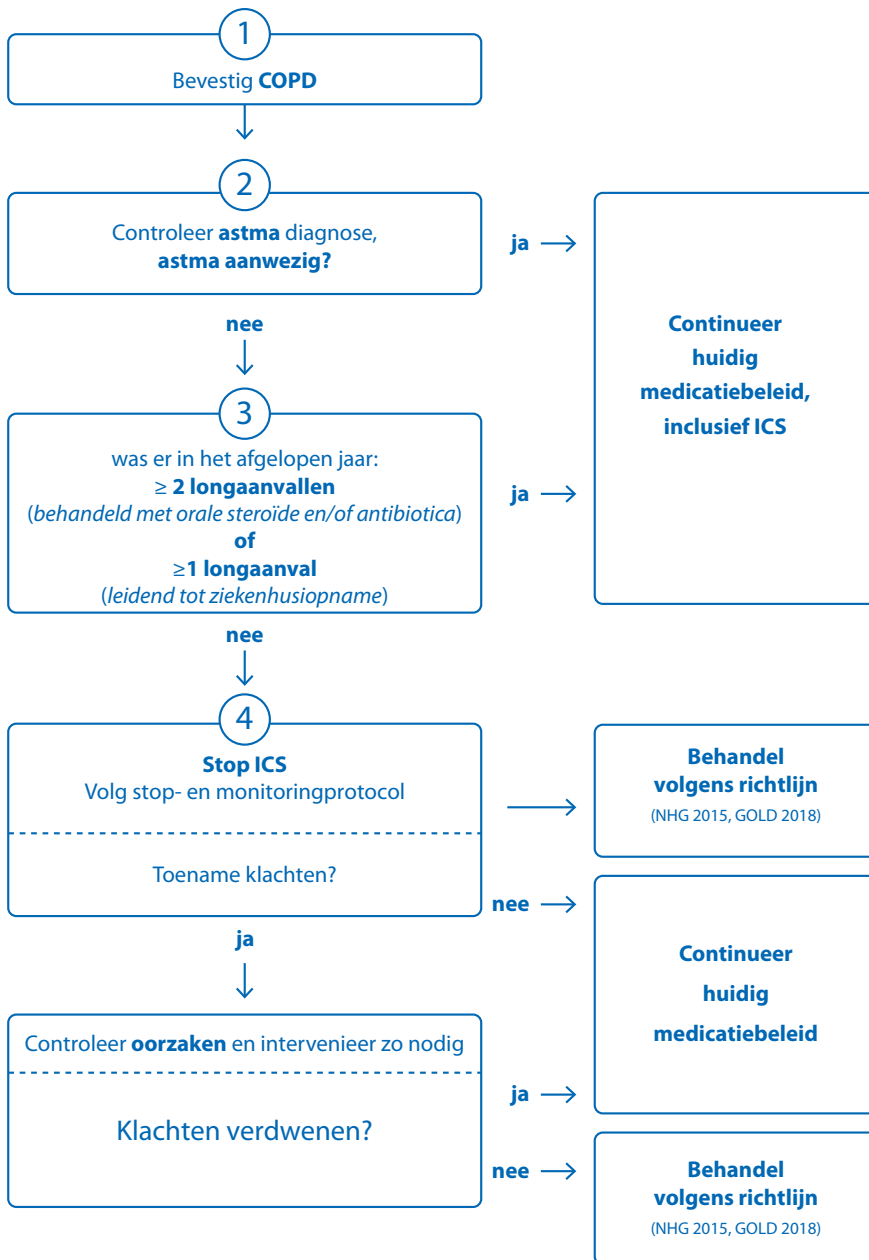 1
Bevestig COPD
2
Controleer astma diagnose,
astma aanwezig?
ja
Continueer
huidig
medicatiebeleid,
inclusief ICS
nee
3
was er in het afgelopen jaar:
≥ 2 longaanvallen
(behandeld met orale steroïde en/of antibiotica)
of
≥1 longaanval
(leidend tot ziekenhusiopname)
ja
nee
4
Stop ICS
Volg stop- en monitoringprotocol
Behandel
volgens richtlijn
(NHG 2015, GOLD 2018)
Toename klachten?
nee
Continueer
huidig
medicatiebeleid
ja
Controleer oorzaken en intervenieer zo nodig
Klachten verdwenen?
ja
nee
Behandel
volgens richtlijn
(NHG 2015, GOLD 2018)